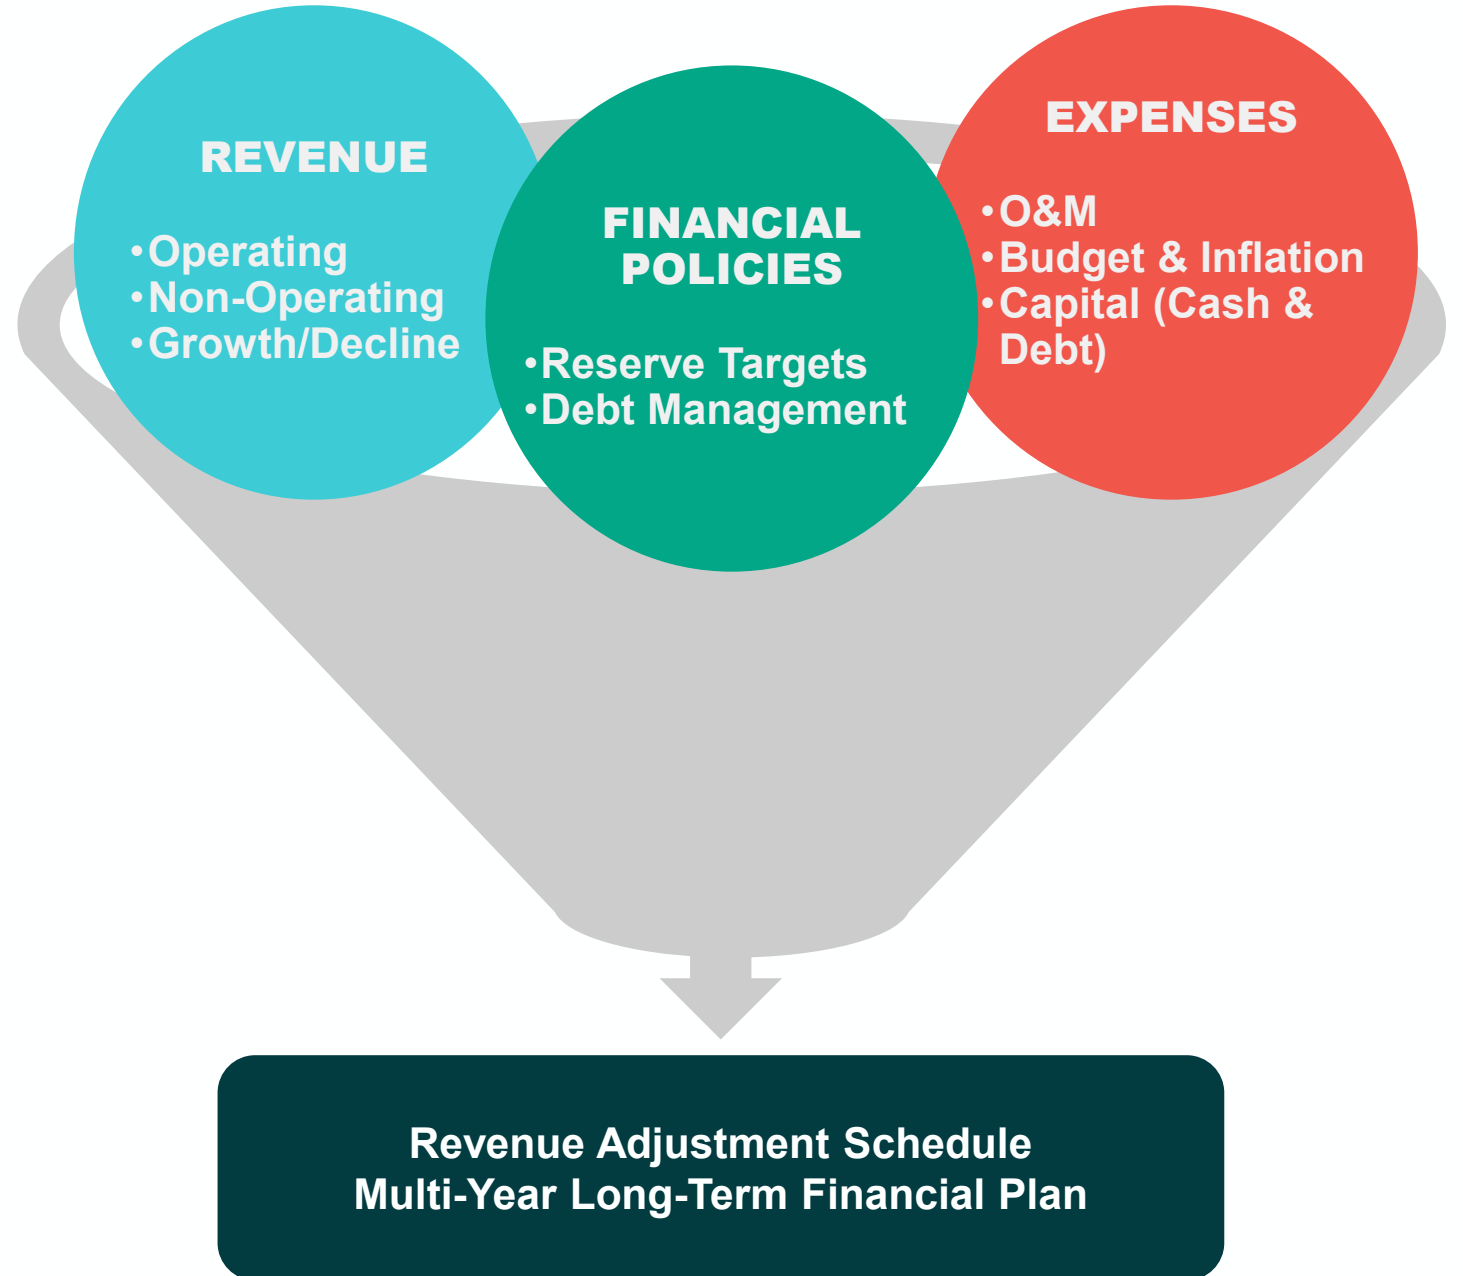 REVENUE
•Operating
•Non-Operating
•Growth/Decline
FINANCIAL
POLICIES
•Reserve Targets
•Debt Management
EXPENSES
•O&M
•Budget & Inflation
•Capital (Cash &
Debt)
Revenue Adjustment Schedule
Multi-Year Long-Term Financial Plan